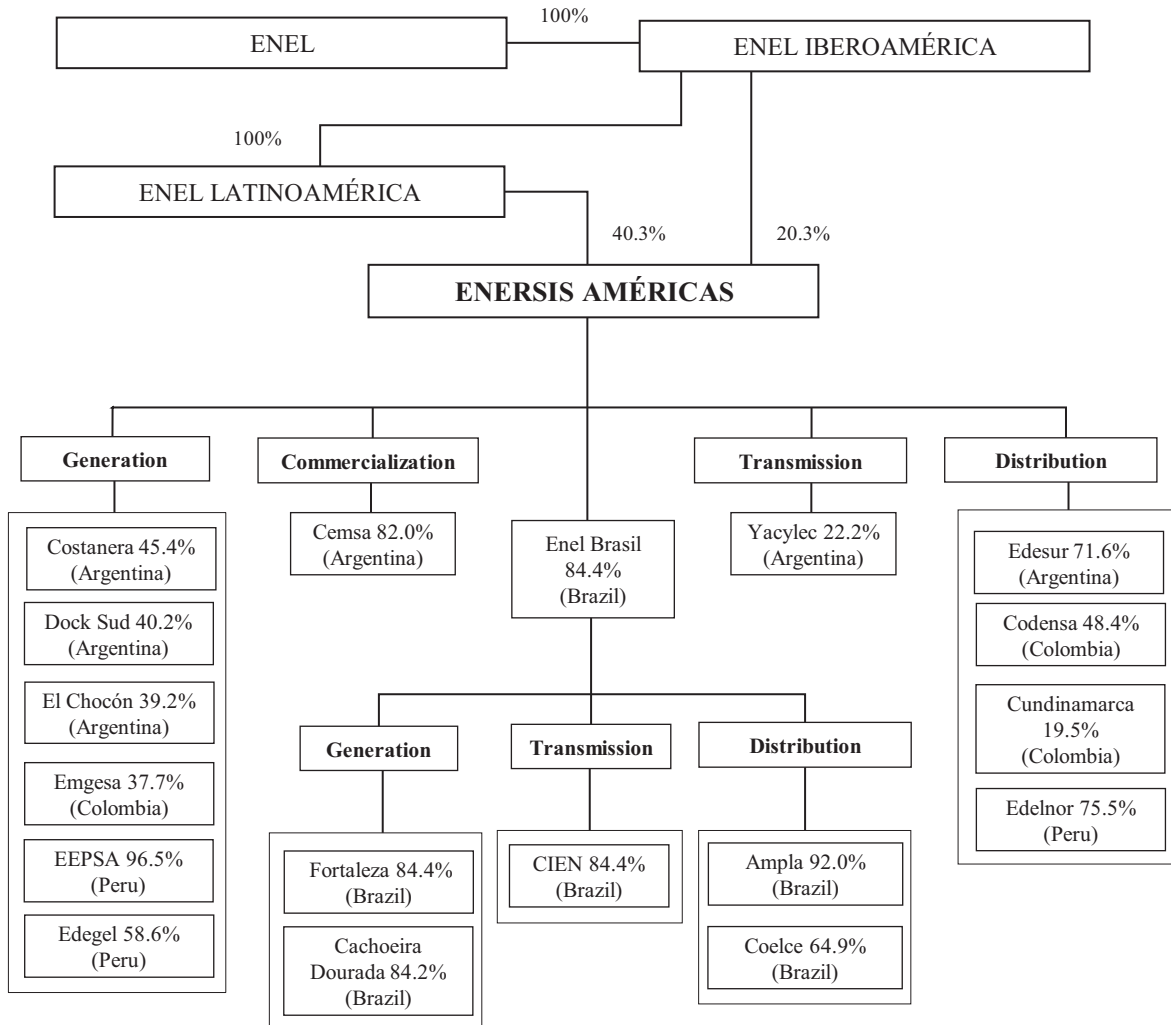 100%
ENEL
ENEL IBEROAMÉRICA
100%
ENEL LATINOAMÉRICA
40.3%
20.3%
ENERSIS AMÉRICAS
Generation
Commercialization
Transmission
Distribution
Costanera 45.4%
(Argentina)
Dock Sud 40.2%
(Argentina)
El Chocón 39.2%
(Argentina)
Emgesa 37.7%
(Colombia)
EEPSA 96.5%
(Peru)
Edegel 58.6%
(Peru)
Cemsa 82.0%
(Argentina)
Enel Brasil
84.4%
(Brazil)
Yacylec 22.2%
(Argentina)
Edesur 71.6%
(Argentina)
Codensa 48.4%
(Colombia)
Cundinamarca
19.5%
(Colombia)
Edelnor 75.5%
(Peru)
Generation
Transmission
Distribution
Fortaleza 84.4%
(Brazil)
Cachoeira
Dourada 84.2%
(Brazil)
CIEN 84.4%
(Brazil)
Ampla 92.0%
(Brazil)
Coelce 64.9%
(Brazil)